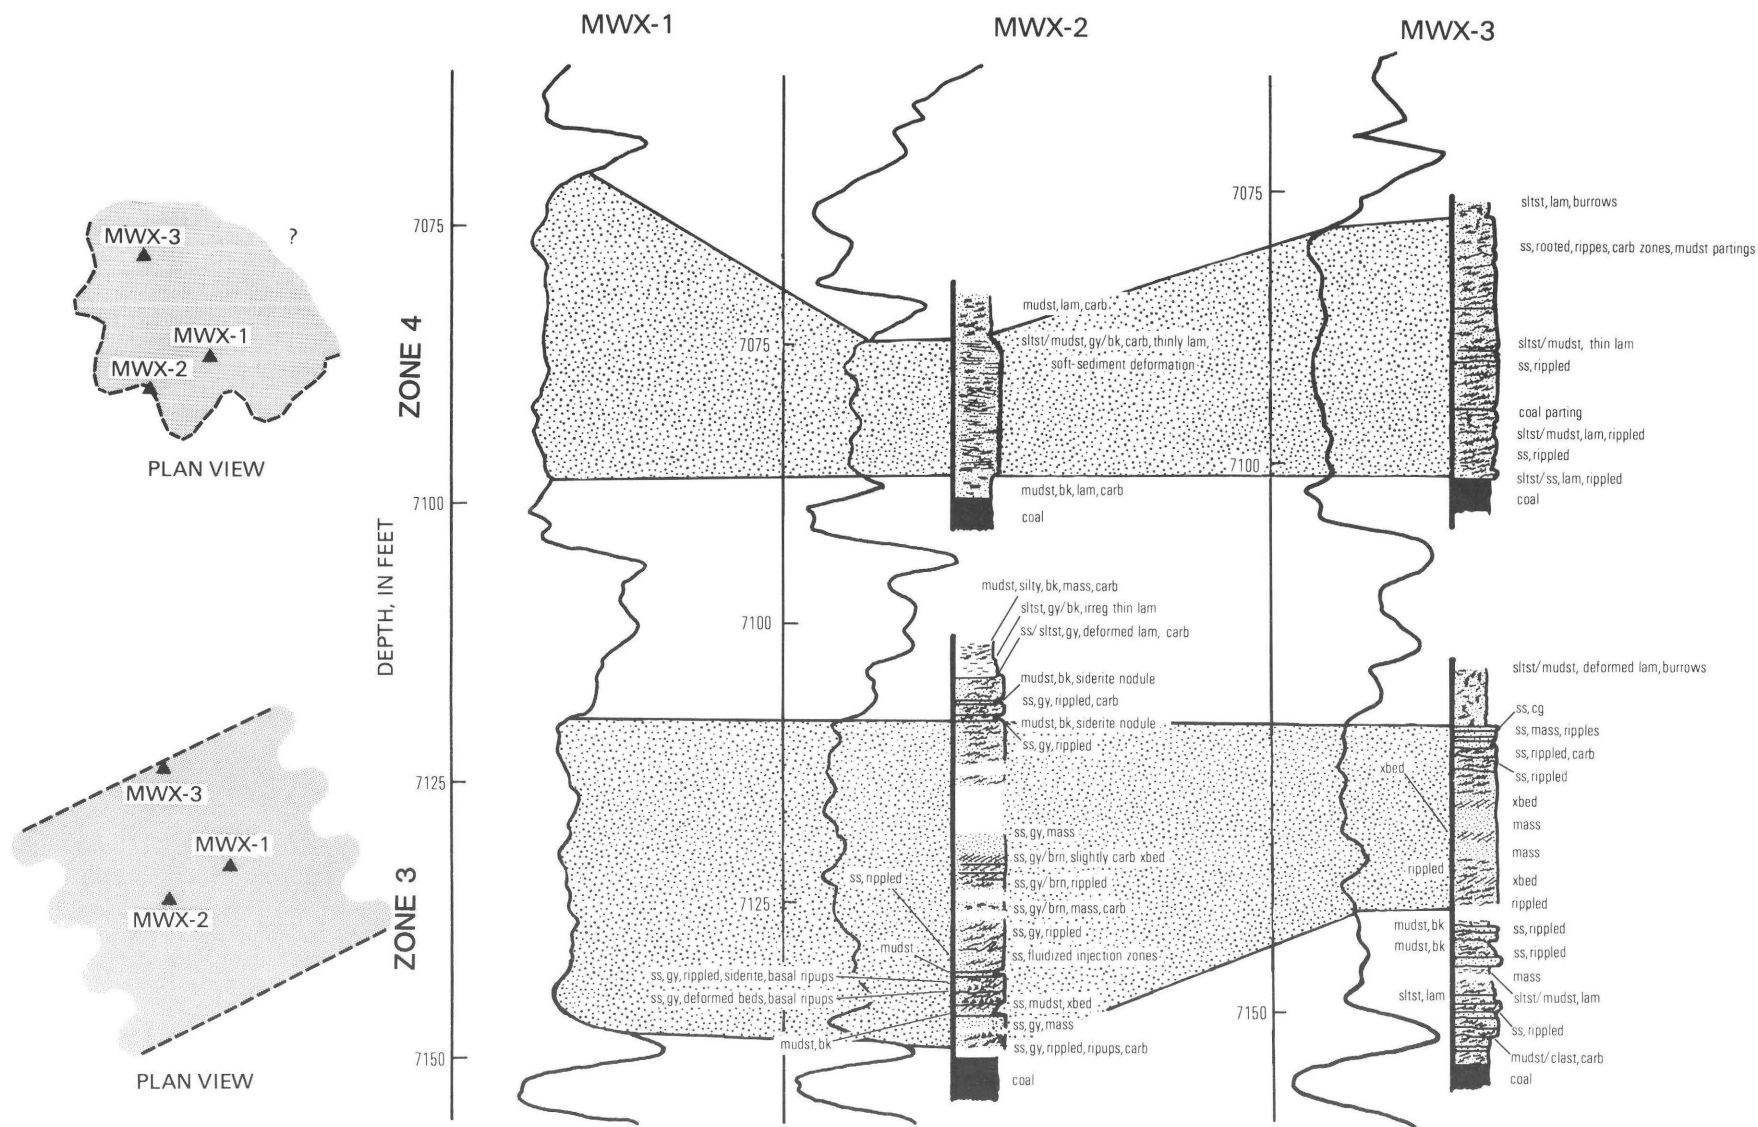 MWX-1
MWX-2
MWX-3
ZONE 4
ZONE 3
DEPTH, IN FEET
7075
7100
7125
7150
7075
7100
7125
7075
7100
7150
MWX-3
?
MWX-1
MWX-2
PLAN VIEW
MWX-3
MWX-1
MWX-2
PLAN VIEW
mudst, lam, carb
sltst/mudst, gy/bk, carb, thinly lam,
soft-sediment deformation
mudst, bk, lam, carb
coal
mudst, silty, bk, mass, carb
sltst, gy/bk, irreg thin lam
ss/sltst, gy, deformed lam, carb
mudst, bk, siderite nodule
ss, gy, rippled, carb
mudst, bk, siderite nodule
ss, gy, rippled
ss, gy, mass
ss, gy/brn, slightly carb xbed
ss, rippled
ss, gy/brn, rippled
ss, gy/brn, mass, carb
ss, gy, rippled
mudst
ss, fluidized injection zones
ss, gy, rippled, siderite, basal ripups
ss, gy, deformed beds, basal ripups
ss, mudst, xbed
ss, gy, mass
mudst, bk
ss, gy, rippled, ripups, carb
coal
sltst, lam, burrows
ss, rooted, rippes, carb zones, mudst partings
sltst/mudst, thin lam
ss, rippled
coal parting
sltst/mudst, lam, rippled
ss, rippled
sltst/ss, lam, rippled
coal
sltst/mudst, deformed lam, burrows
ss, cg
ss, mass, ripples
ss, rippled, carb
xbed
ss, rippled
xbed
mass
mass
rippled
xbed
rippled
mudst, bk
ss, rippled
mudst, bk
ss, rippled
mass
sltst, lam
sltst/mudst, lam
ss, rippled
mudst/clast, carb
coal